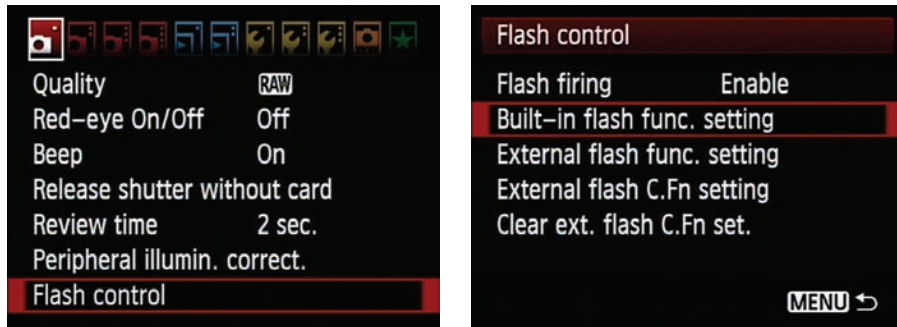 Quality RAW
Red-eye On/Off Off
Beep On
Release shutter without card
Review time 2 sec.
Peripheral illumin. correct.
Flash control
Flash control
Flash firing Enable
Built-in flash func. setting
External flash func. setting
External flash C.Fn setting
Clear ext. flash C.Fn set.
MENU